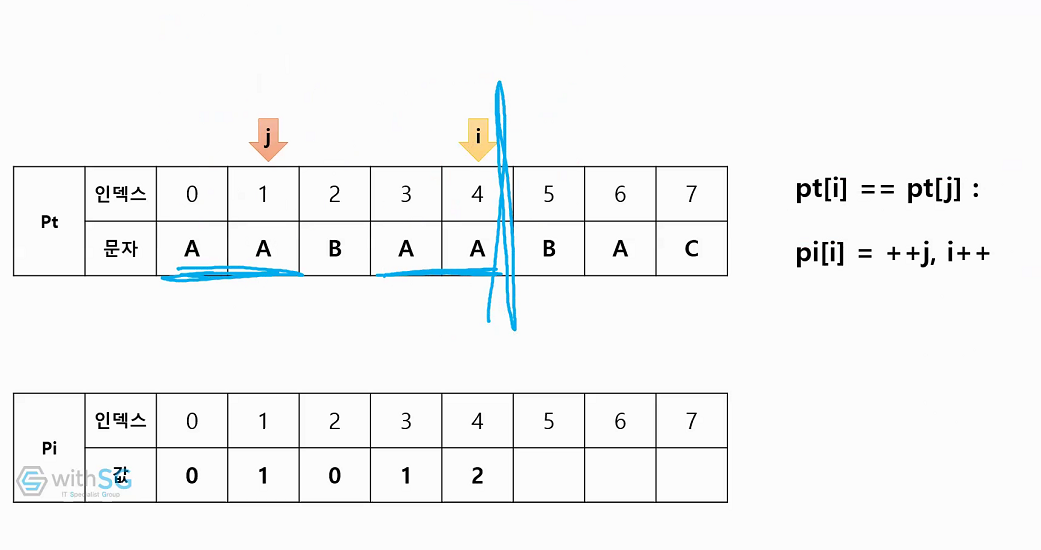 j
i
Pt
인덱스 0 1 2 3 4 5 6 7
문자 A A B A A B A C
pt[i] == pt[j] :
pi[i] = ++j, i++
Pi
인덱스 0 1 2 3 4 5 6 7
값 0 1 0 1 2
withSG
IT Specialist Group